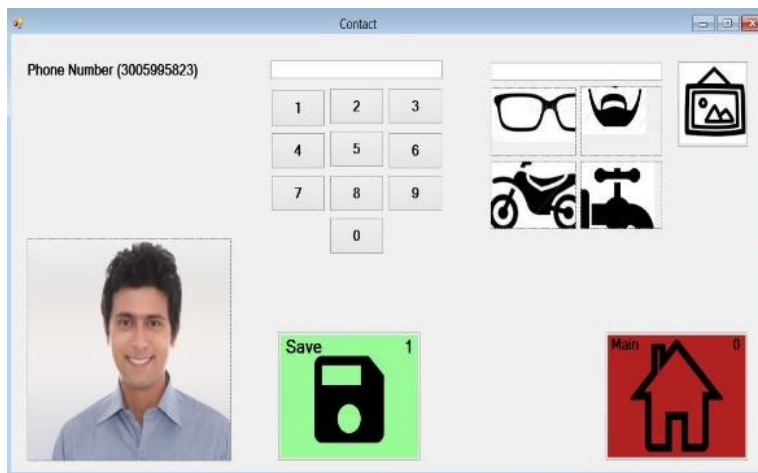 Contact
Phone Number (3005995823)
1 2 3
4 5 6
7 8 9
0
Save 1
Main 0